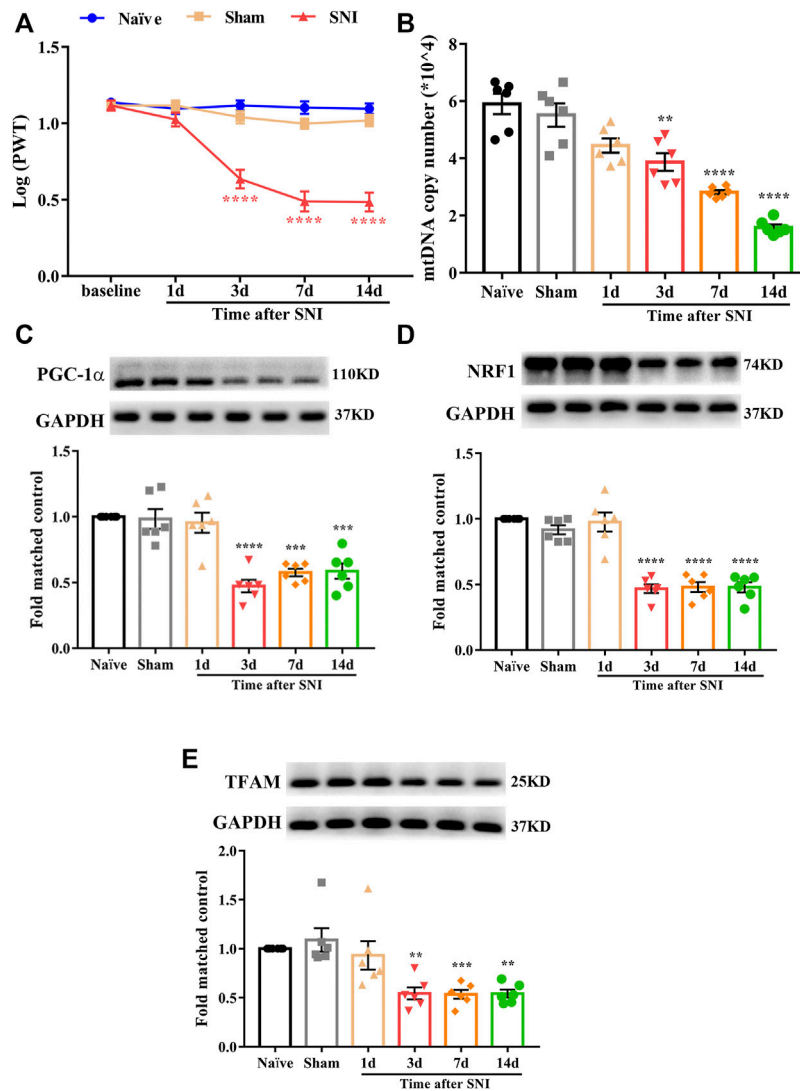 A
Naïve
Sham
SNI
Log (PWT)
1.5
1.0
0.5
0.0
****
****
****
baseline
1d
3d
7d
14d
Time after SNI
B
mtDNA copy number (*10^4)
8
6
4
2
0
**
****
****
Naïve
Sham
1d
3d
7d
14d
Time after SNI
C
PGC-1α
110KD
GAPDH
37KD
Fold matched control
1.5
1.0
0.5
0.0
****
***
***
Naïve
Sham
1d
3d
7d
14d
Time after SNI
D
NRF1
74KD
GAPDH
37KD
Fold matched control
1.5
1.0
0.5
0.0
****
****
****
Naïve
Sham
1d
3d
7d
14d
Time after SNI
E
TFAM
25KD
GAPDH
37KD
Fold matched control
2.0
1.5
1.0
0.5
0.0
**
***
**
Naïve
Sham
1d
3d
7d
14d
Time after SNI